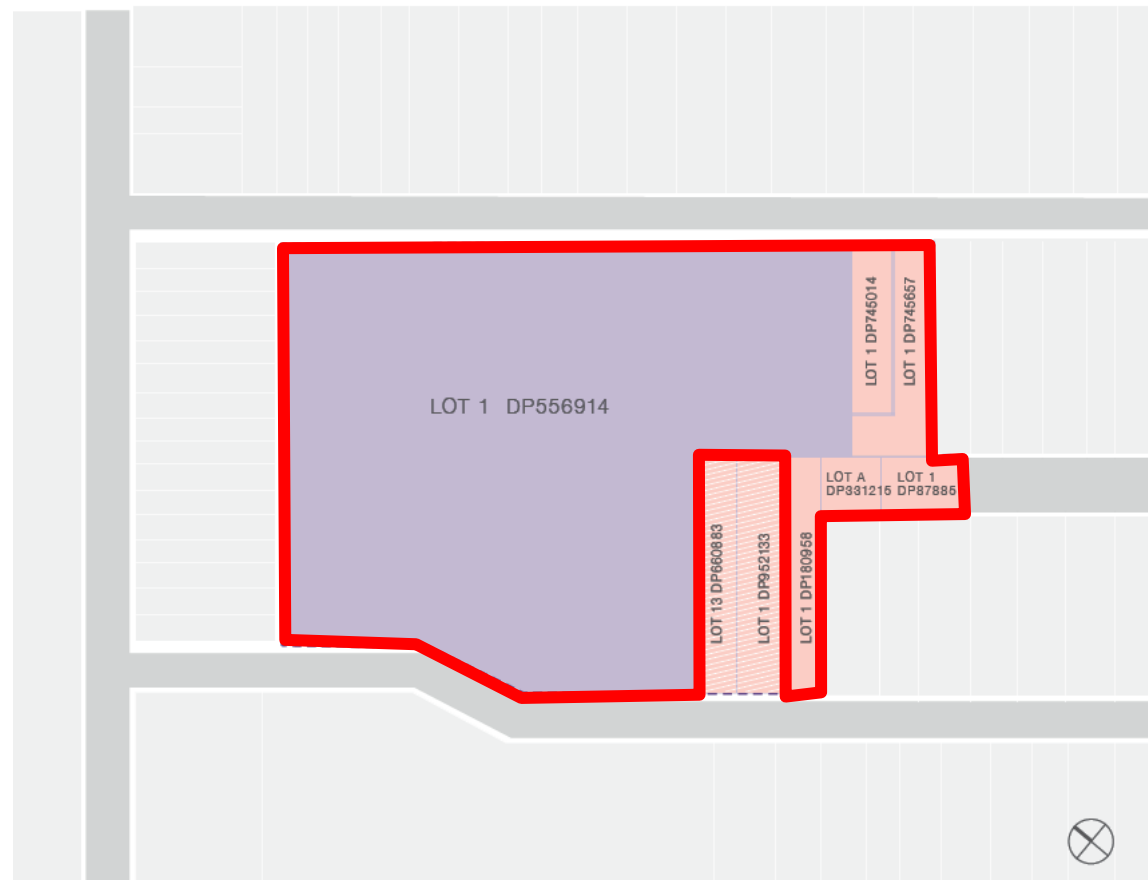 LOT 1 DP745014
LOT 1 DP745657
LOT 1 DP556914
LOT A
DP331215
LOT 1
DP87885
LOT 13 DP660883
LOT 1 DP952133
LOT 1 DP180958